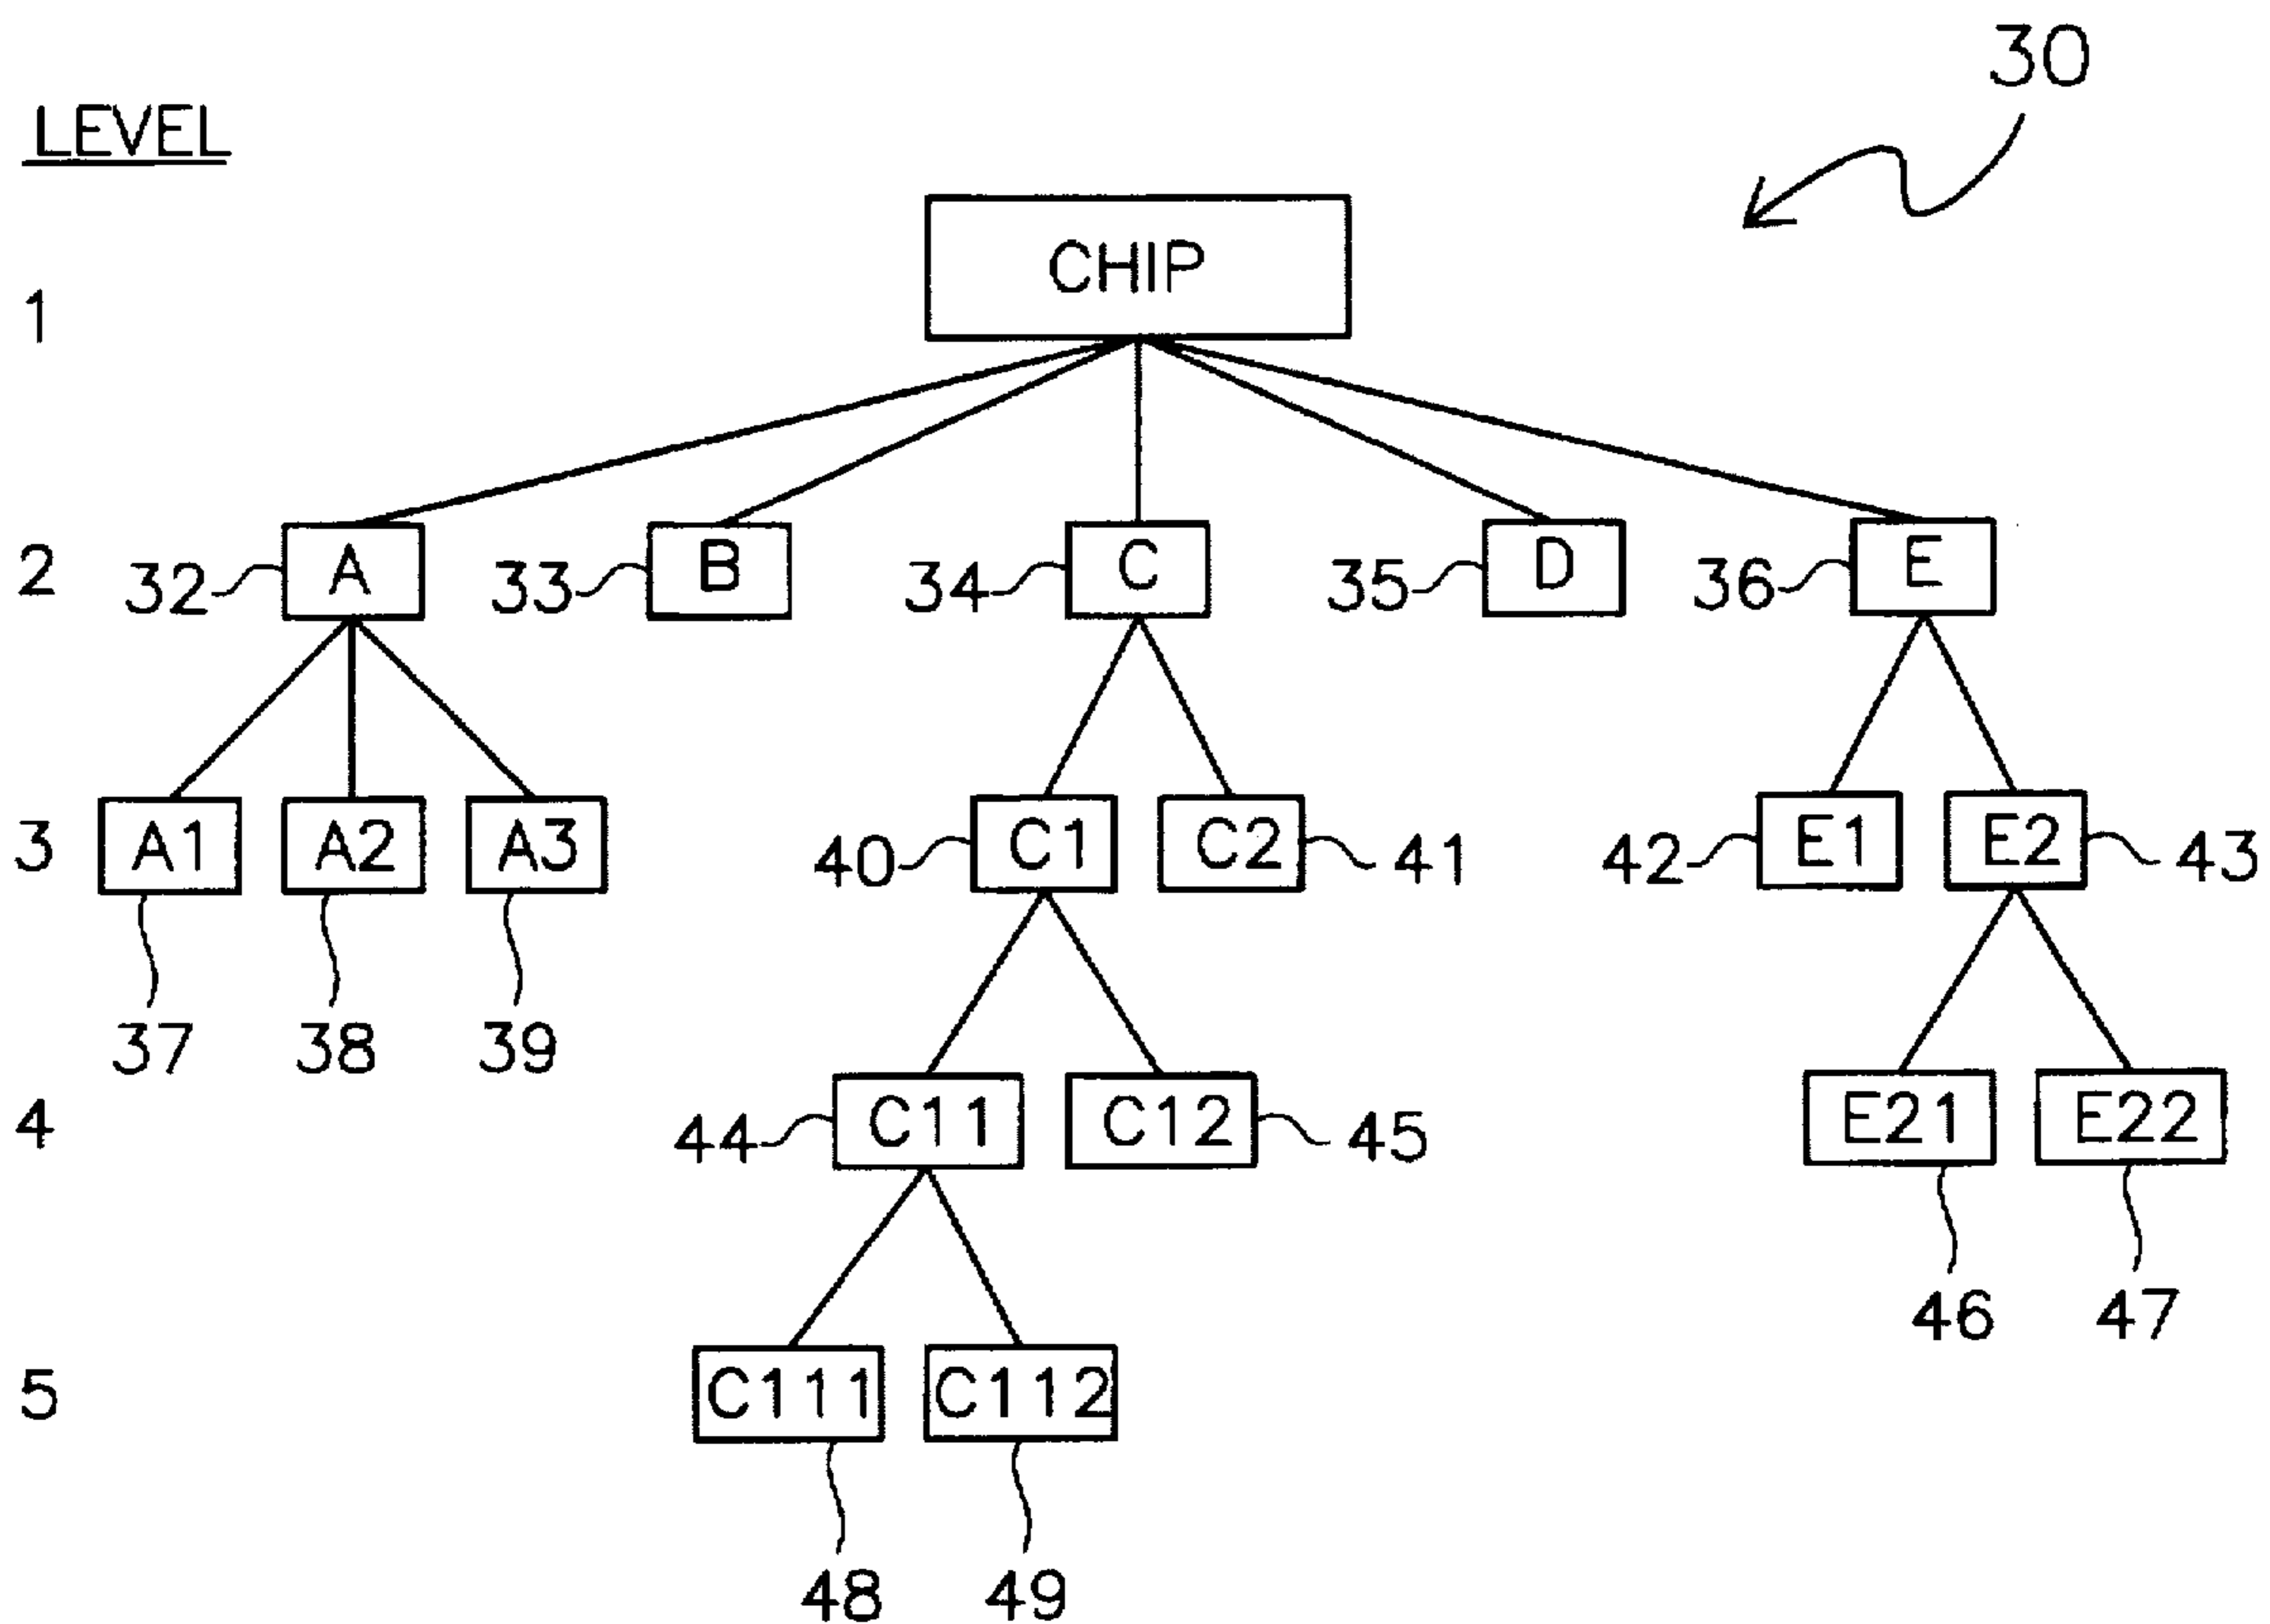 30
LEVEL
CHIP
1
2 32 A 33 B 34 C 35 D 36 E
3 A1 A2 A3 40 C1 C2 41 42 E1 E2 43
37 38 39
4 44 C11 C12 45 E21 E22
46 47
5 C111 C112
48 49